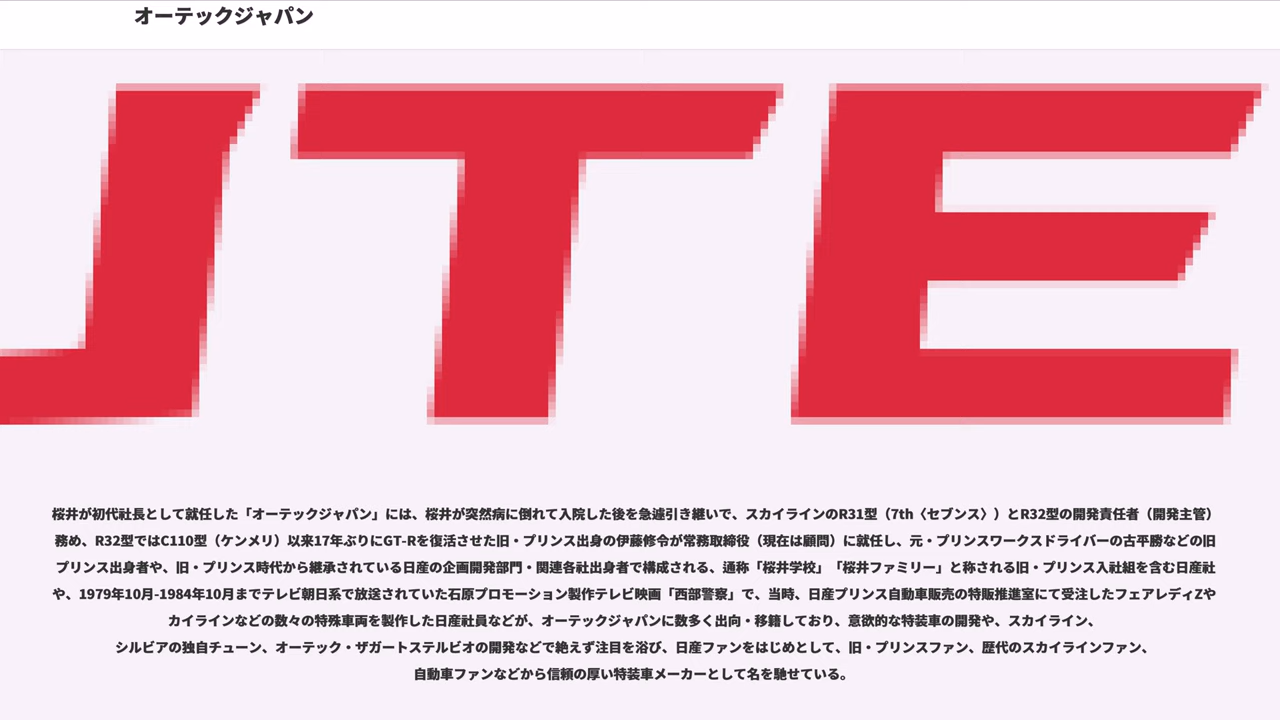 オーテックジャパン
UTE
桜井が初代社長として就任した「オーテックジャパン」には、桜井が突然病に倒れて入院した後を急遽引き継いで、スカイラインのR31型（7th〈セブンス〉）とR32型の開発責任者（開発主管）
務め、R32型ではC110型（ケンメリ）以来17年ぶりにGT-Rを復活させた旧・プリンス出身の伊藤修令が常務取締役（現在は顧問）に就任し、元・プリンスワークスドライバーの古平勝などの旧
プリンス出身者や、旧・プリンス時代から継承されている日産の企画開発部門・関連各社出身者で構成される、通称「桜井学校」「桜井ファミリー」と称される旧・プリンス入社組を含む日産社
や、1979年10月-1984年10月までテレビ朝日系で放送されていた石原プロモーション製作テレビ映画「西部警察」で、当時、日産プリンス自動車販売の特販推進室にて受注したフェアレディZや
カイラインなどの数々の特殊車両を製作した日産社員などが、オーテックジャパンに数多く出向・移籍しており、意欲的な特装車の開発や、スカイライン、
シルビアの独自チューン、オーテック・ザガートステルビオの開発などで絶えず注目を浴び、日産ファンをはじめとして、旧・プリンスファン、歴代のスカイラインファン、
自動車ファンなどから信頼の厚い特装車メーカーとして名を馳せている。